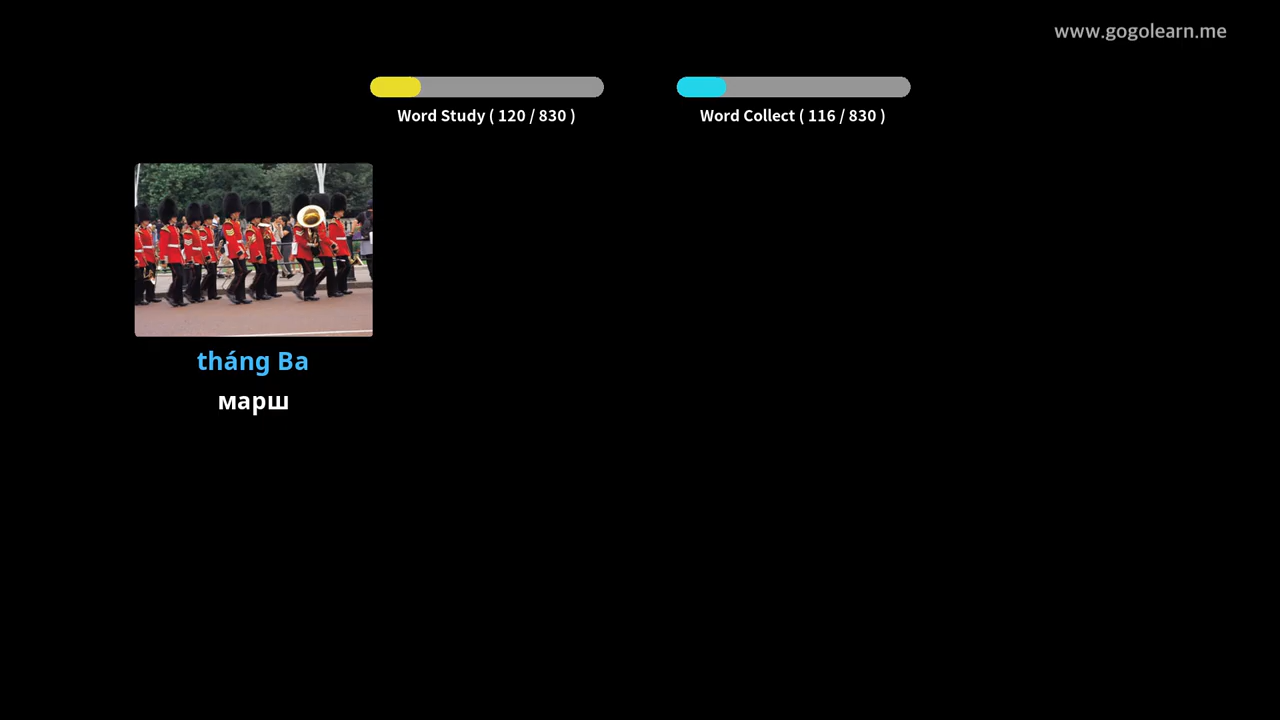 www.gogolearn.me
Word Study ( 120 / 830 )
Word Collect ( 116 / 830 )
tháng Ba
марш